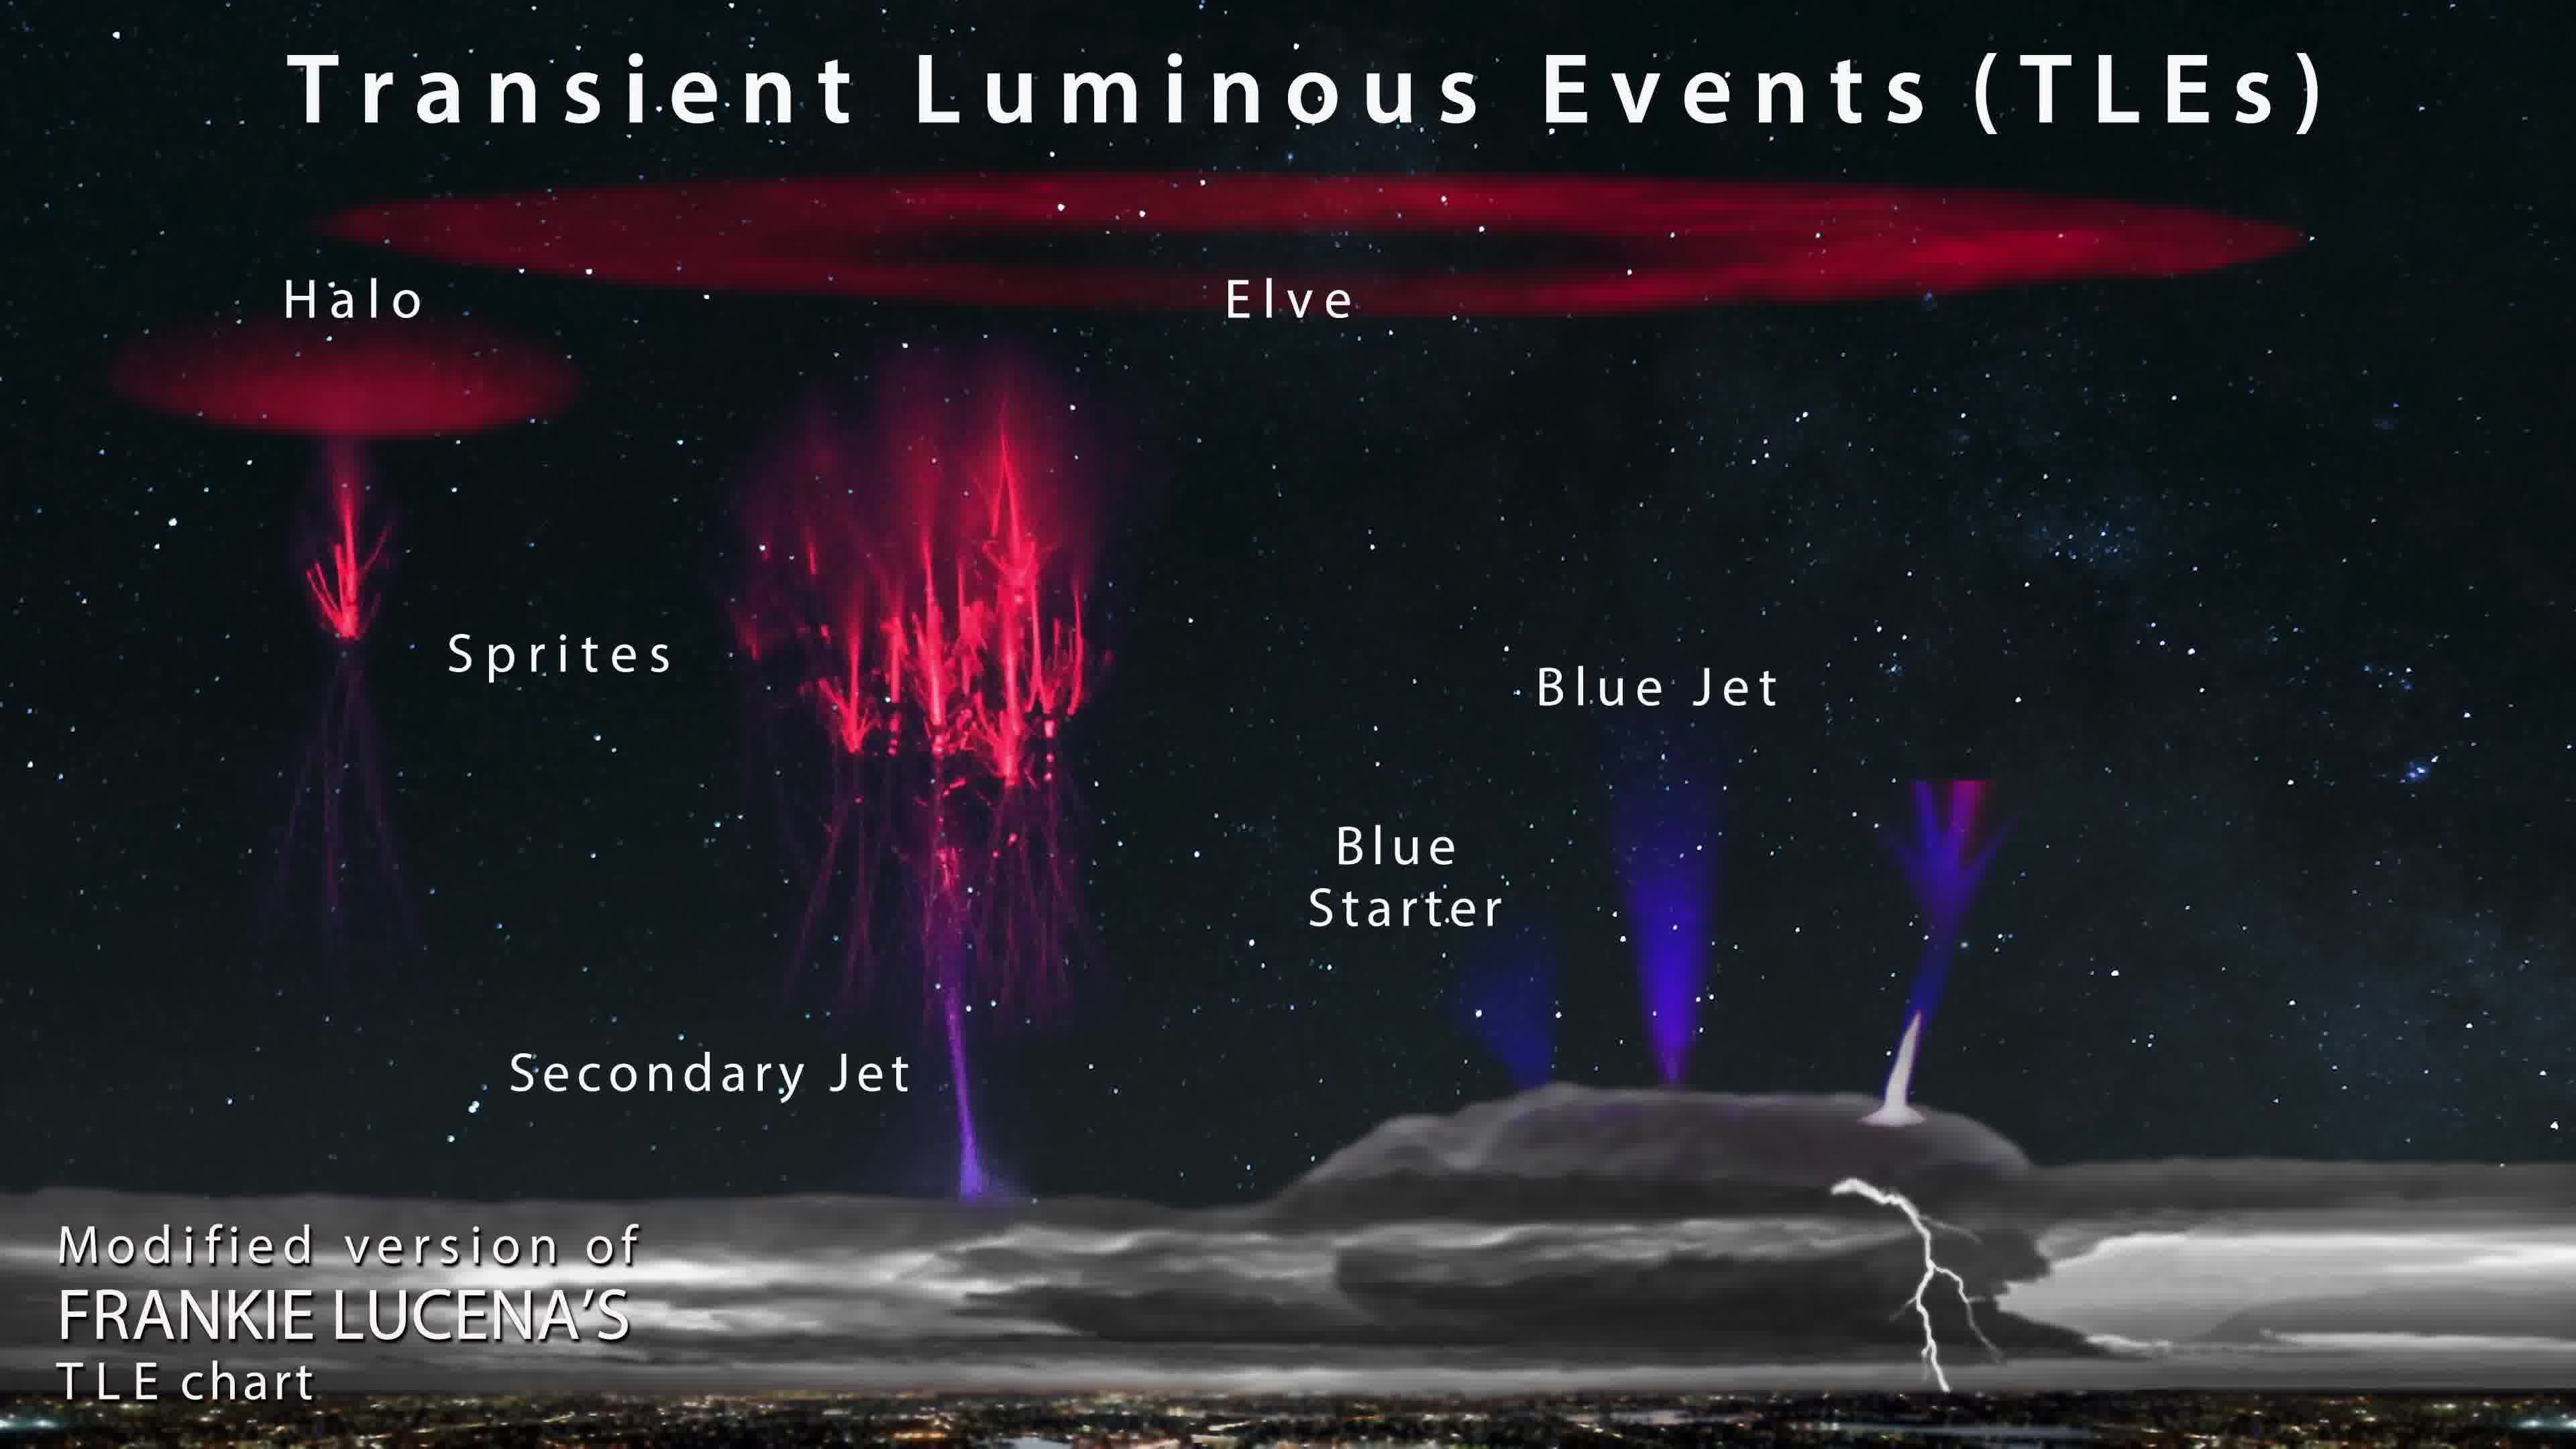 Transient Luminous Events (TLEs)
Halo
Elve
Sprites
Blue Jet
Blue
Starter
Secondary Jet
Modified version of
FRANKIE LUCENA'S
TLE chart